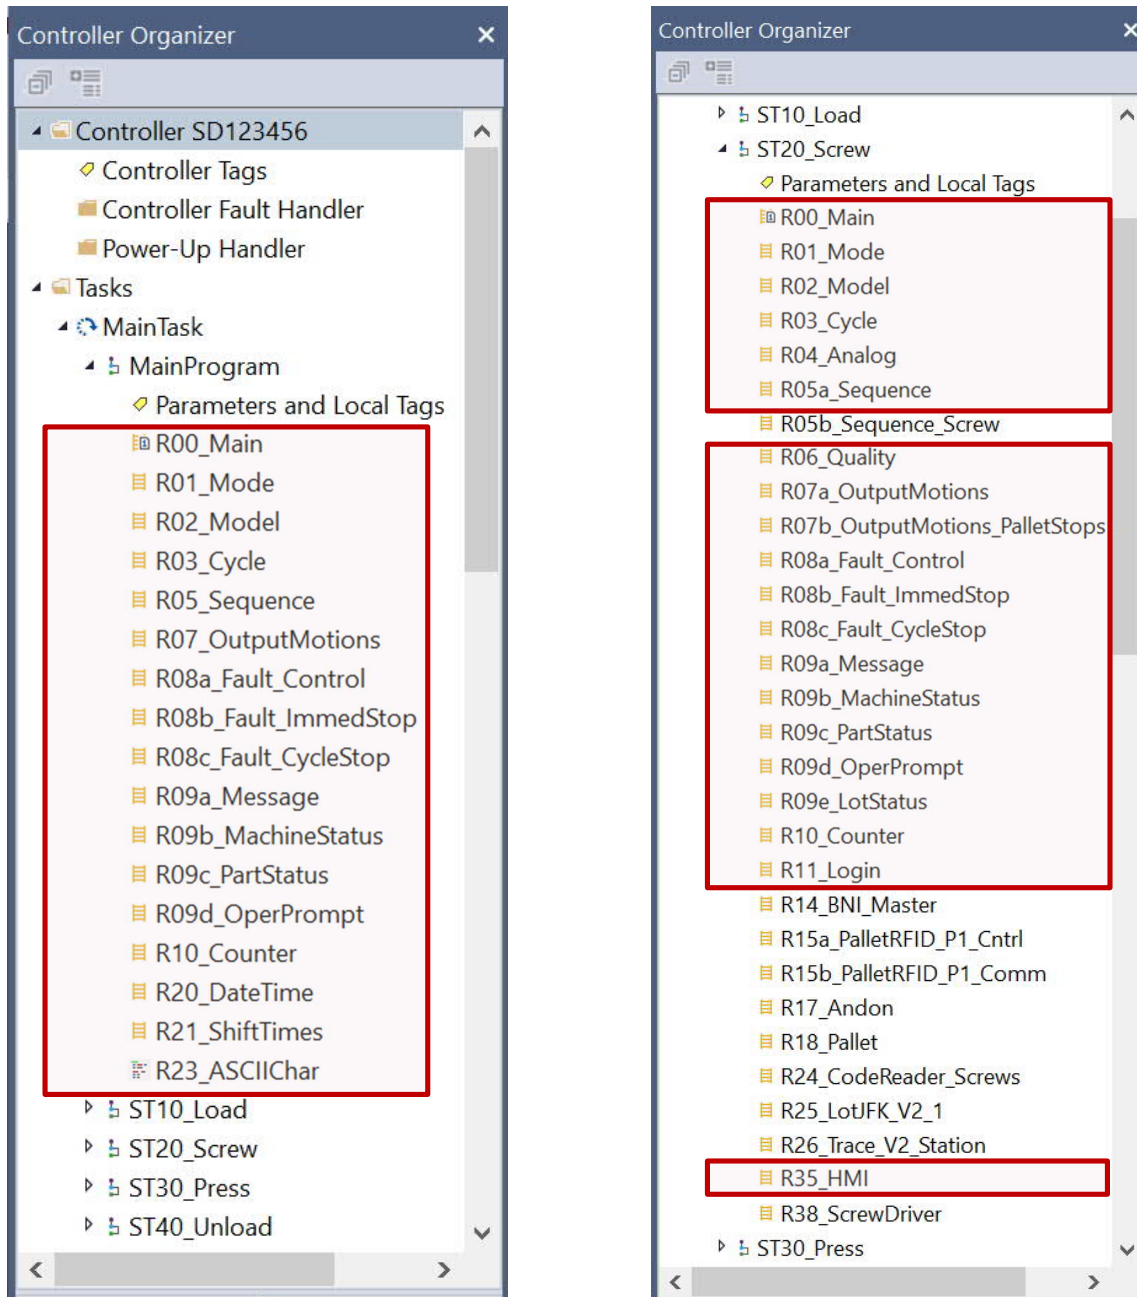 Controller Organizer
Controller SD123456
Controller Tags
Controller Fault Handler
Power-Up Handler
Tasks
MainTask
MainProgram
Parameters and Local Tags
R00_Main
R01_Mode
R02_Model
R03_Cycle
R05_Sequence
R07_OutputMotions
R08a_Fault_Control
R08b_Fault_ImmedStop
R08c_Fault_CycleStop
R09a_Message
R09b_MachineStatus
R09c_PartStatus
R09d_OperPrompt
R10_Counter
R20_DateTime
R21_ShiftTimes
R23_ASCIIChar
ST10_Load
ST20_Screw
ST30_Press
ST40_Unload
Controller Organizer
ST10_Load
ST20_Screw
Parameters and Local Tags
R00_Main
R01_Mode
R02_Model
R03_Cycle
R04_Analog
R05a_Sequence
R05b_Sequence_Screw
R06_Quality
R07a_OutputMotions
R07b_OutputMotions_PalletStops
R08a_Fault_Control
R08b_Fault_ImmedStop
R08c_Fault_CycleStop
R09a_Message
R09b_MachineStatus
R09c_PartStatus
R09d_OperPrompt
R09e_LotStatus
R10_Counter
R11_Login
R14_BNI_Master
R15a_PalletRFID_P1_Cntrl
R15b_PalletRFID_P1_Comm
R17_Andon
R18_Pallet
R24_CodeReader_Screws
R25_LotJFK_V2_1
R26_Trace_V2_Station
R35_HMI
R38_ScrewDriver
ST30_Press